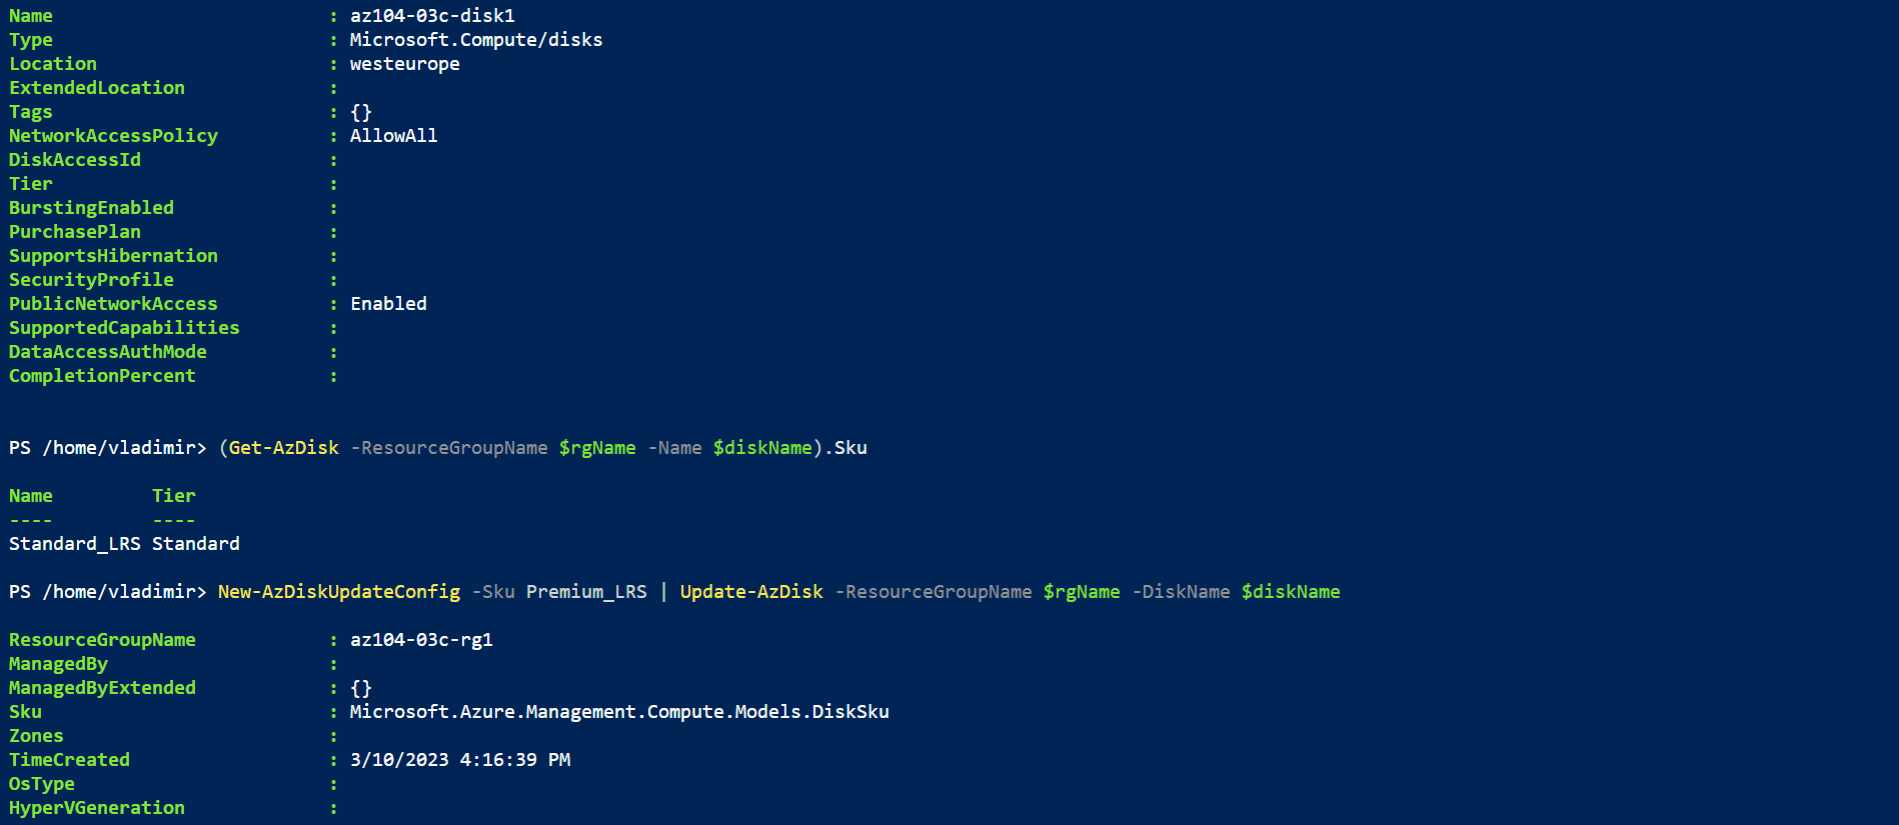 Name                         : az104-03c-disk1
Type                         : Microsoft.Compute/disks
Location                     : westeurope
ExtendedLocation             :
Tags                         : {}
NetworkAccessPolicy          : AllowAll
DiskAccessId                 :
Tier                         :
BurstingEnabled              :
PurchasePlan                 :
SupportsHibernation          :
SecurityProfile              :
PublicNetworkAccess          : Enabled
SupportedCapabilities        :
DataAccessAuthMode           :
CompletionPercent            :
PS /home/vladimir> (Get-AzDisk -ResourceGroupName $rgName -Name $diskName).Sku
Name         Tier
----         ----
Standard_LRS Standard
PS /home/vladimir> New-AzDiskUpdateConfig -Sku Premium_LRS | Update-AzDisk -ResourceGroupName $rgName -DiskName $diskName
ResourceGroupName            : az104-03c-rg1
ManagedBy                    :
ManagedByExtended            : {}
Sku                          : Microsoft.Azure.Management.Compute.Models.DiskSku
Zones                        :
TimeCreated                  : 3/10/2023 4:16:39 PM
OsType                       :
HyperVGeneration             :